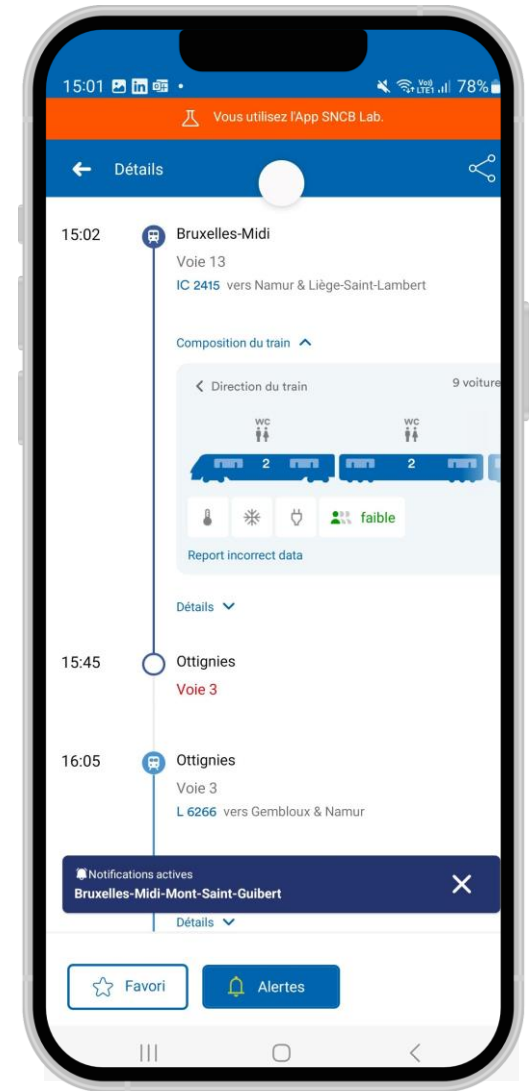 15:01 in 78%
Vous utilisez l'App SNCB Lab.
Détails
15:02 Bruxelles-Midi
Voie 13
IC 2415 vers Namur & Liège-Saint-Lambert
Composition du train
Direction du train 9 voiture
WC WC
2 2
faible
Report incorrect data
Détails
15:45 Ottignies
Voie 3
16:05 Ottignies
Voie 3
L 6266 vers Gembloux & Namur
Notifications actives
Bruxelles-Midi-Mont-Saint-Guibert
Détails
Favori Alertes